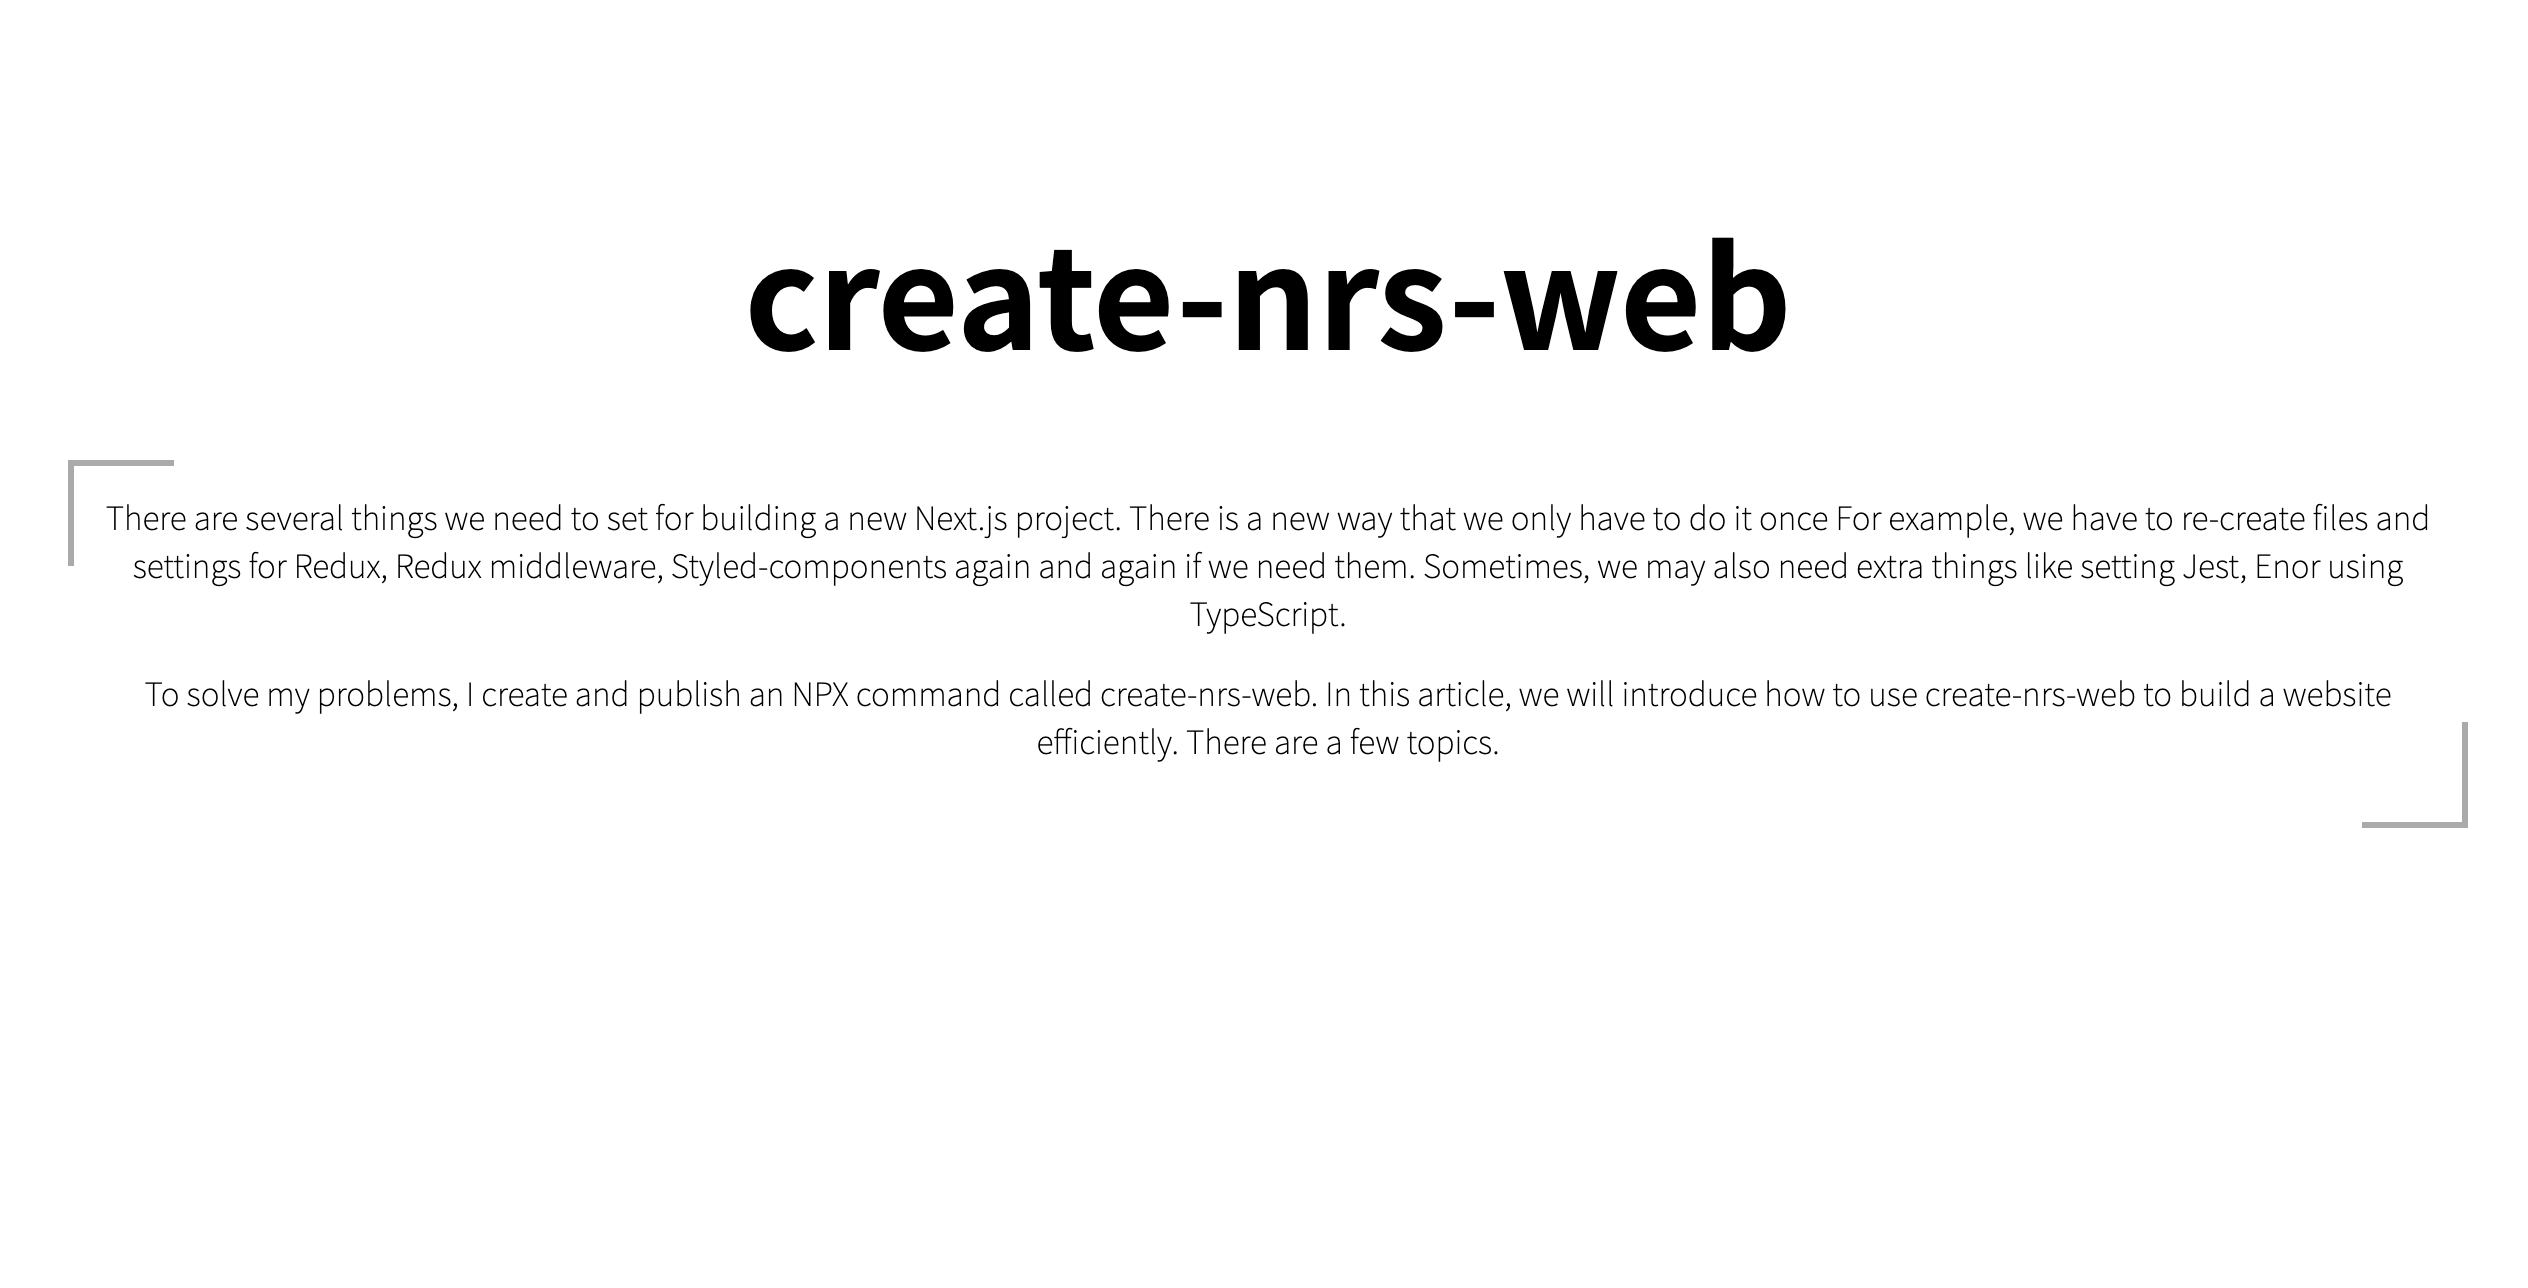 create-nrs-web
There are several things we need to set for building a new Next.js project. There is a new way that we only have to do it once For example, we have to re-create files and
settings for Redux, Redux middleware, Styled-components again and again if we need them. Sometimes, we may also need extra things like setting Jest, Enor using
TypeScript.
To solve my problems, I create and publish an NPX command called create-nrs-web. In this article, we will introduce how to use create-nrs-web to build a website
efficiently. There are a few topics.